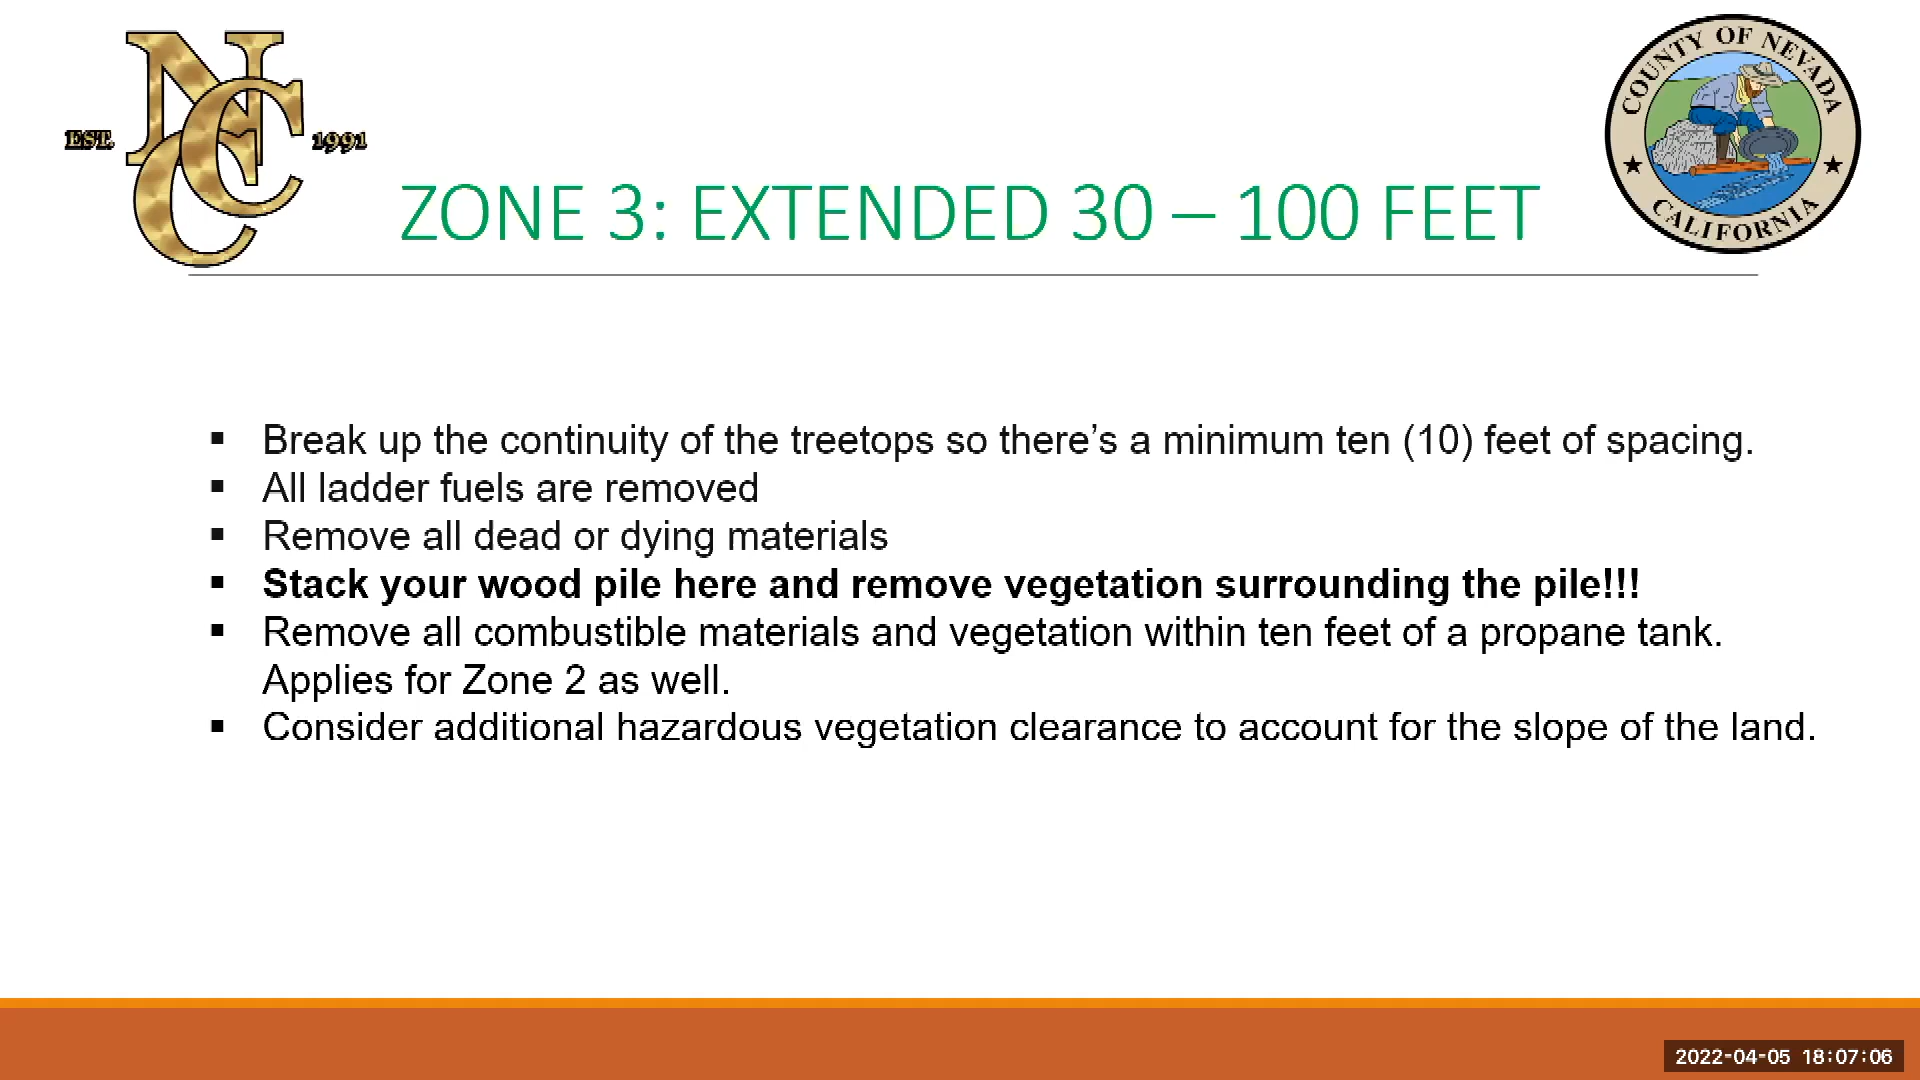 NCC
EST. 1991
COUNTY OF NEVADA
CALIFORNIA
ZONE 3: EXTENDED 30 – 100 FEET
▪ Break up the continuity of the treetops so there’s a minimum ten (10) feet of spacing.
▪ All ladder fuels are removed
▪ Remove all dead or dying materials
▪ Stack your wood pile here and remove vegetation surrounding the pile!!!
▪ Remove all combustible materials and vegetation within ten feet of a propane tank.
Applies for Zone 2 as well.
▪ Consider additional hazardous vegetation clearance to account for the slope of the land.
2022-04-05 18:07:06